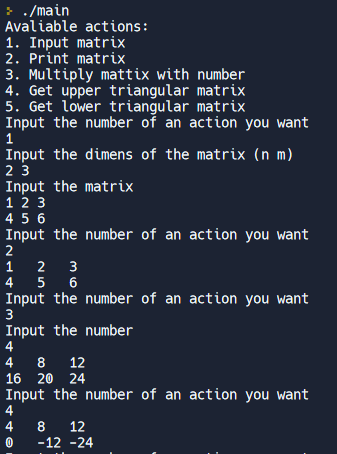 > ./main
Avaliable actions:
1. Input matrix
2. Print matrix
3. Multiply mattix with number
4. Get upper triangular matrix
5. Get lower triangular matrix
Input the number of an action you want
1
Input the dimens of the matrix (n m)
2 3
Input the matrix
1 2 3
4 5 6
Input the number of an action you want
2
1   2   3
4   5   6
Input the number of an action you want
3
Input the number
4
4   8   12
16  20  24
Input the number of an action you want
4
4   8   12
0   -12 -24